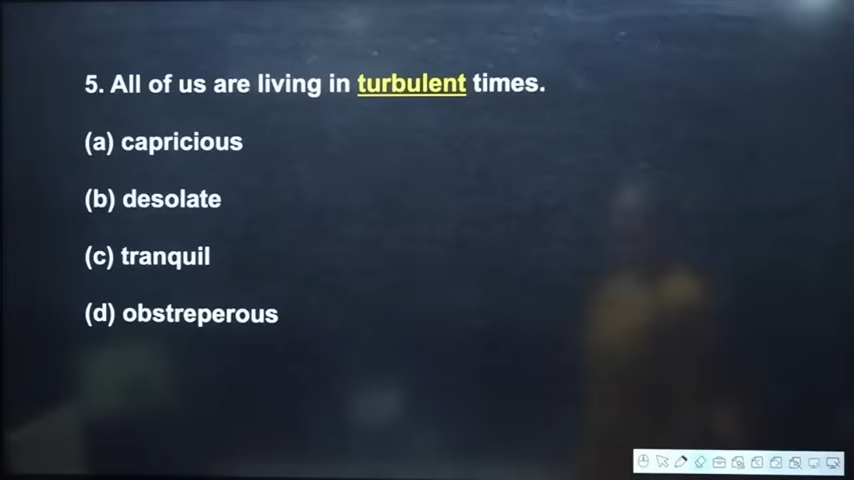 5. All of us are living in turbulent times.
(a) capricious
(b) desolate
(c) tranquil
(d) obstreperous